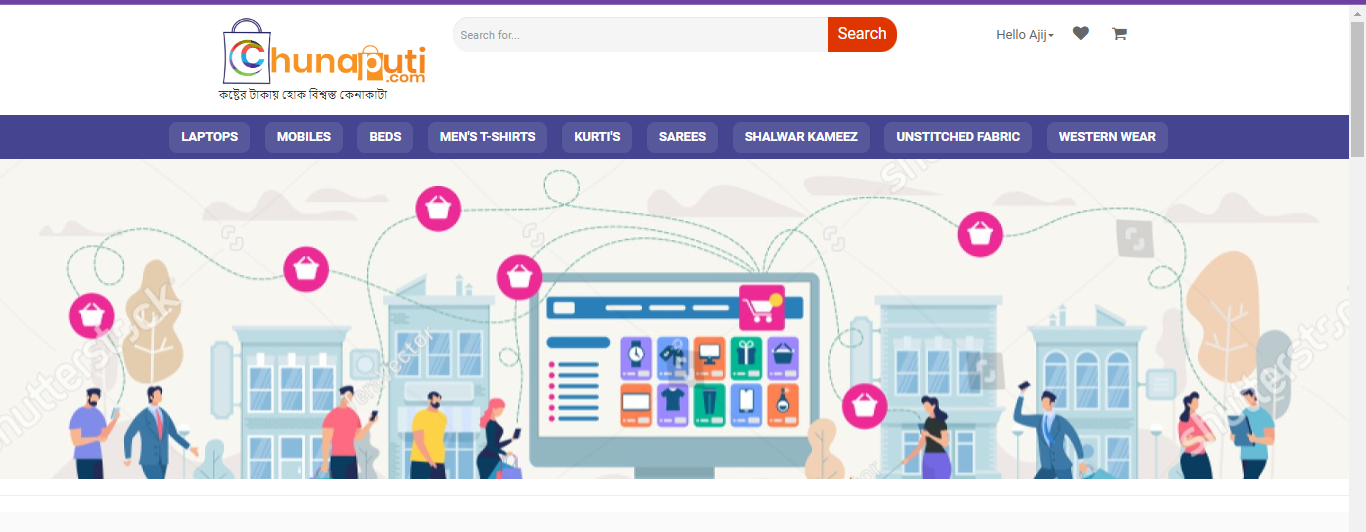 Chunaputi
.com
কষ্টের টাকায় হোক বিশ্বস্ত কেনাকাটা
Search for...
Search
Hello Ajij
LAPTOPS
MOBILES
BEDS
MEN'S T-SHIRTS
KURTI'S
SAREES
SHALWAR KAMEEZ
UNSTITCHED FABRIC
WESTERN WEAR
shutterstock